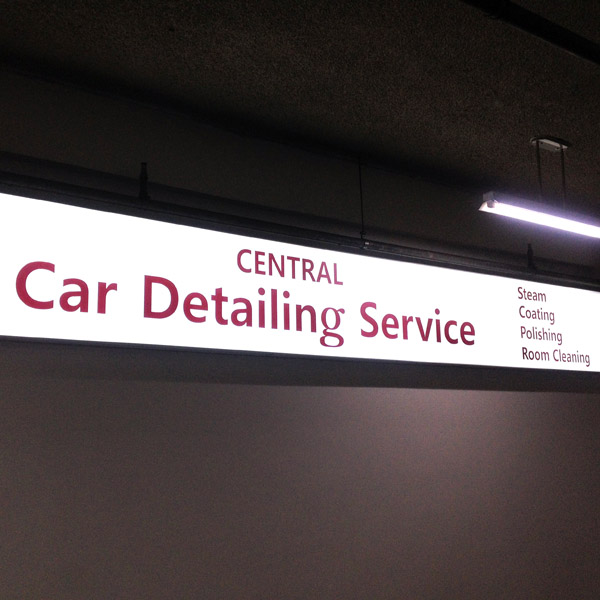 CENTRAL
Car Detailing Service
Steam
Coating
Polishing
Room Cleaning